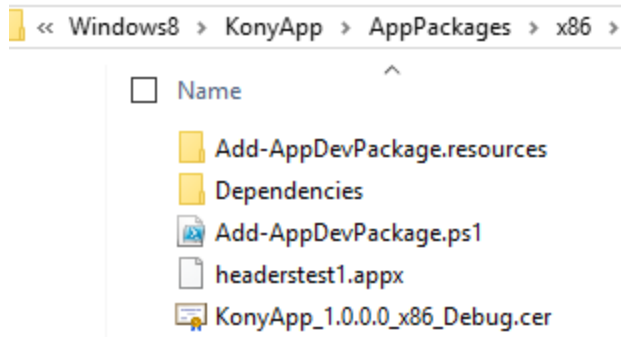 « Windows8 > KonyApp > AppPackages > x86 >
Name
Add-AppDevPackage.resources
Dependencies
Add-AppDevPackage.ps1
headerstest1.appx
KonyApp_1.0.0.0_x86_Debug.cer